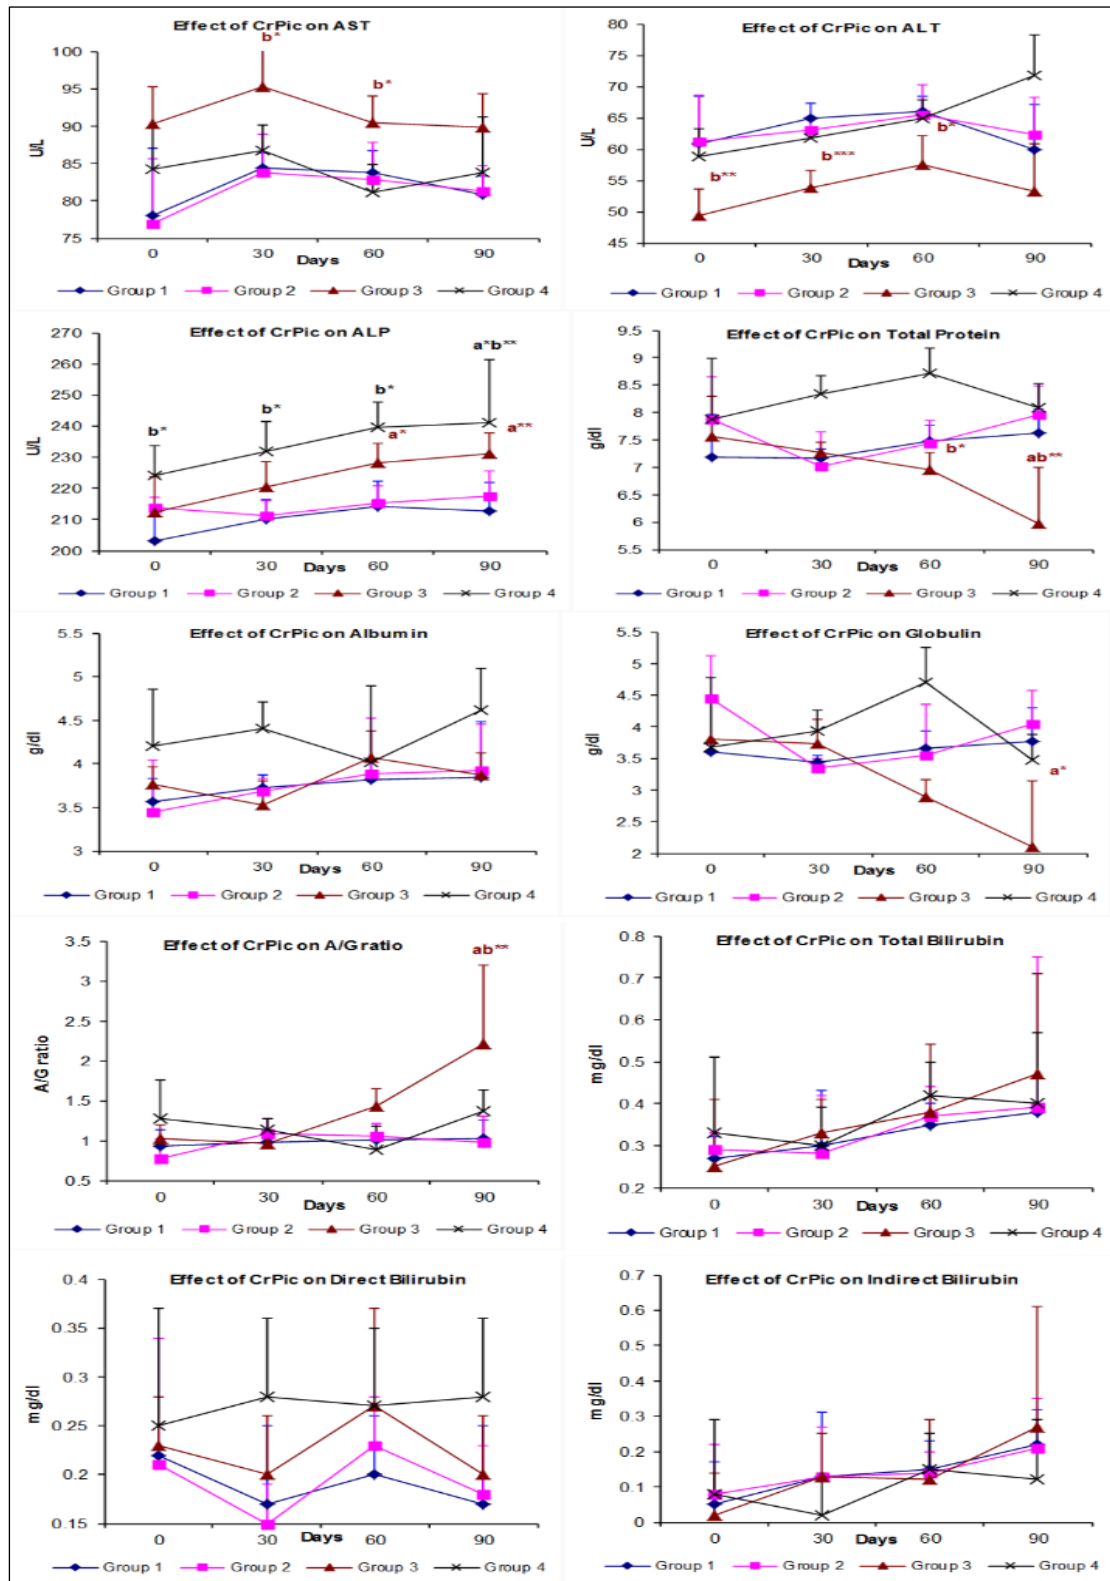 Effect of CrPic on AST
b*
b*
100
95
90
85
80
75
U/L
0 30 60 90
Days
Group 1 Group 2 Group 3 Group 4
Effect of CrPic on ALT
80
75
70
65
60
55
50
45
U/L
b**
b***
b*
0 30 60 90
Days
Group 1 Group 2 Group 3 Group 4
Effect of CrPic on ALP
270
260
250
240
230
220
210
200
U/L
b*
b*
b*
a*b**
a*
a**
0 30 60 90
Days
Group 1 Group 2 Group 3 Group 4
Effect of CrPic on Total Protein
9.5
9
8.5
8
7.5
7
6.5
6
5.5
g/dl
b*
ab**
0 30 60 90
Days
Group 1 Group 2 Group 3 Group 4
Effect of CrPic on Albumin
5.5
5
4.5
4
3.5
3
g/dl
0 30 60 90
Days
Group 1 Group 2 Group 3 Group 4
Effect of CrPic on Globulin
5.5
5
4.5
4
3.5
3
2.5
2
g/dl
a*
0 30 60 90
Days
Group 1 Group 2 Group 3 Group 4
Effect of CrPic on A/G ratio
3.5
3
2.5
2
1.5
1
0.5
A/G ratio
ab**
0 30 60 90
Days
Group 1 Group 2 Group 3 Group 4
Effect of CrPic on Total Bilirubin
0.8
0.7
0.6
0.5
0.4
0.3
0.2
mg/dl
0 30 60 90
Days
Group 1 Group 2 Group 3 Group 4
Effect of CrPic on Direct Bilirubin
0.4
0.35
0.3
0.25
0.2
0.15
mg/dl
0 30 60 90
Days
Group 1 Group 2 Group 3 Group 4
Effect of CrPic on Indirect Bilirubin
0.7
0.6
0.5
0.4
0.3
0.2
0.1
0
mg/dl
0 30 60 90
Days
Group 1 Group 2 Group 3 Group 4